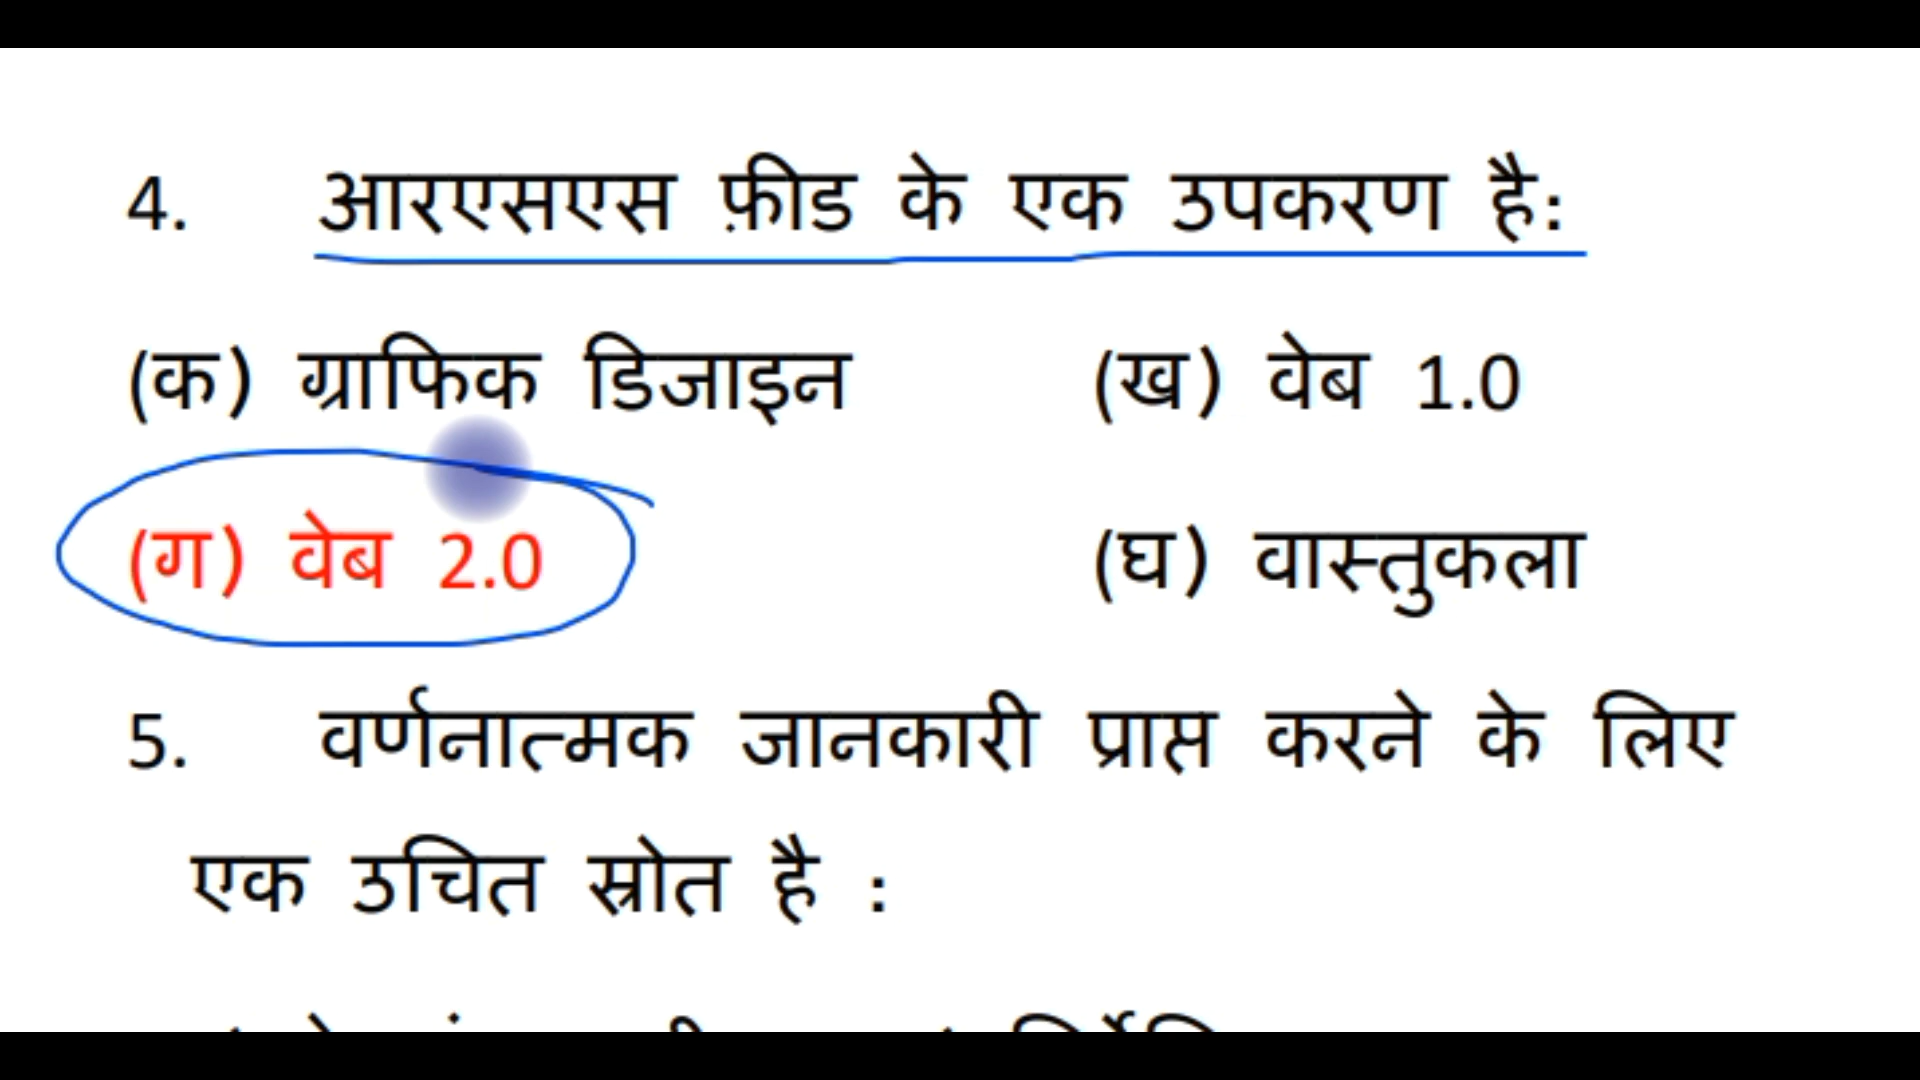 4. आरएसएस फ़ीड के एक उपकरण है:
(क) ग्राफिक डिजाइन (ख) वेब 1.0
(ग) वेब 2.0 (घ) वास्तुकला
5. वर्णनात्मक जानकारी प्राप्त करने के लिए
एक उचित स्रोत है :